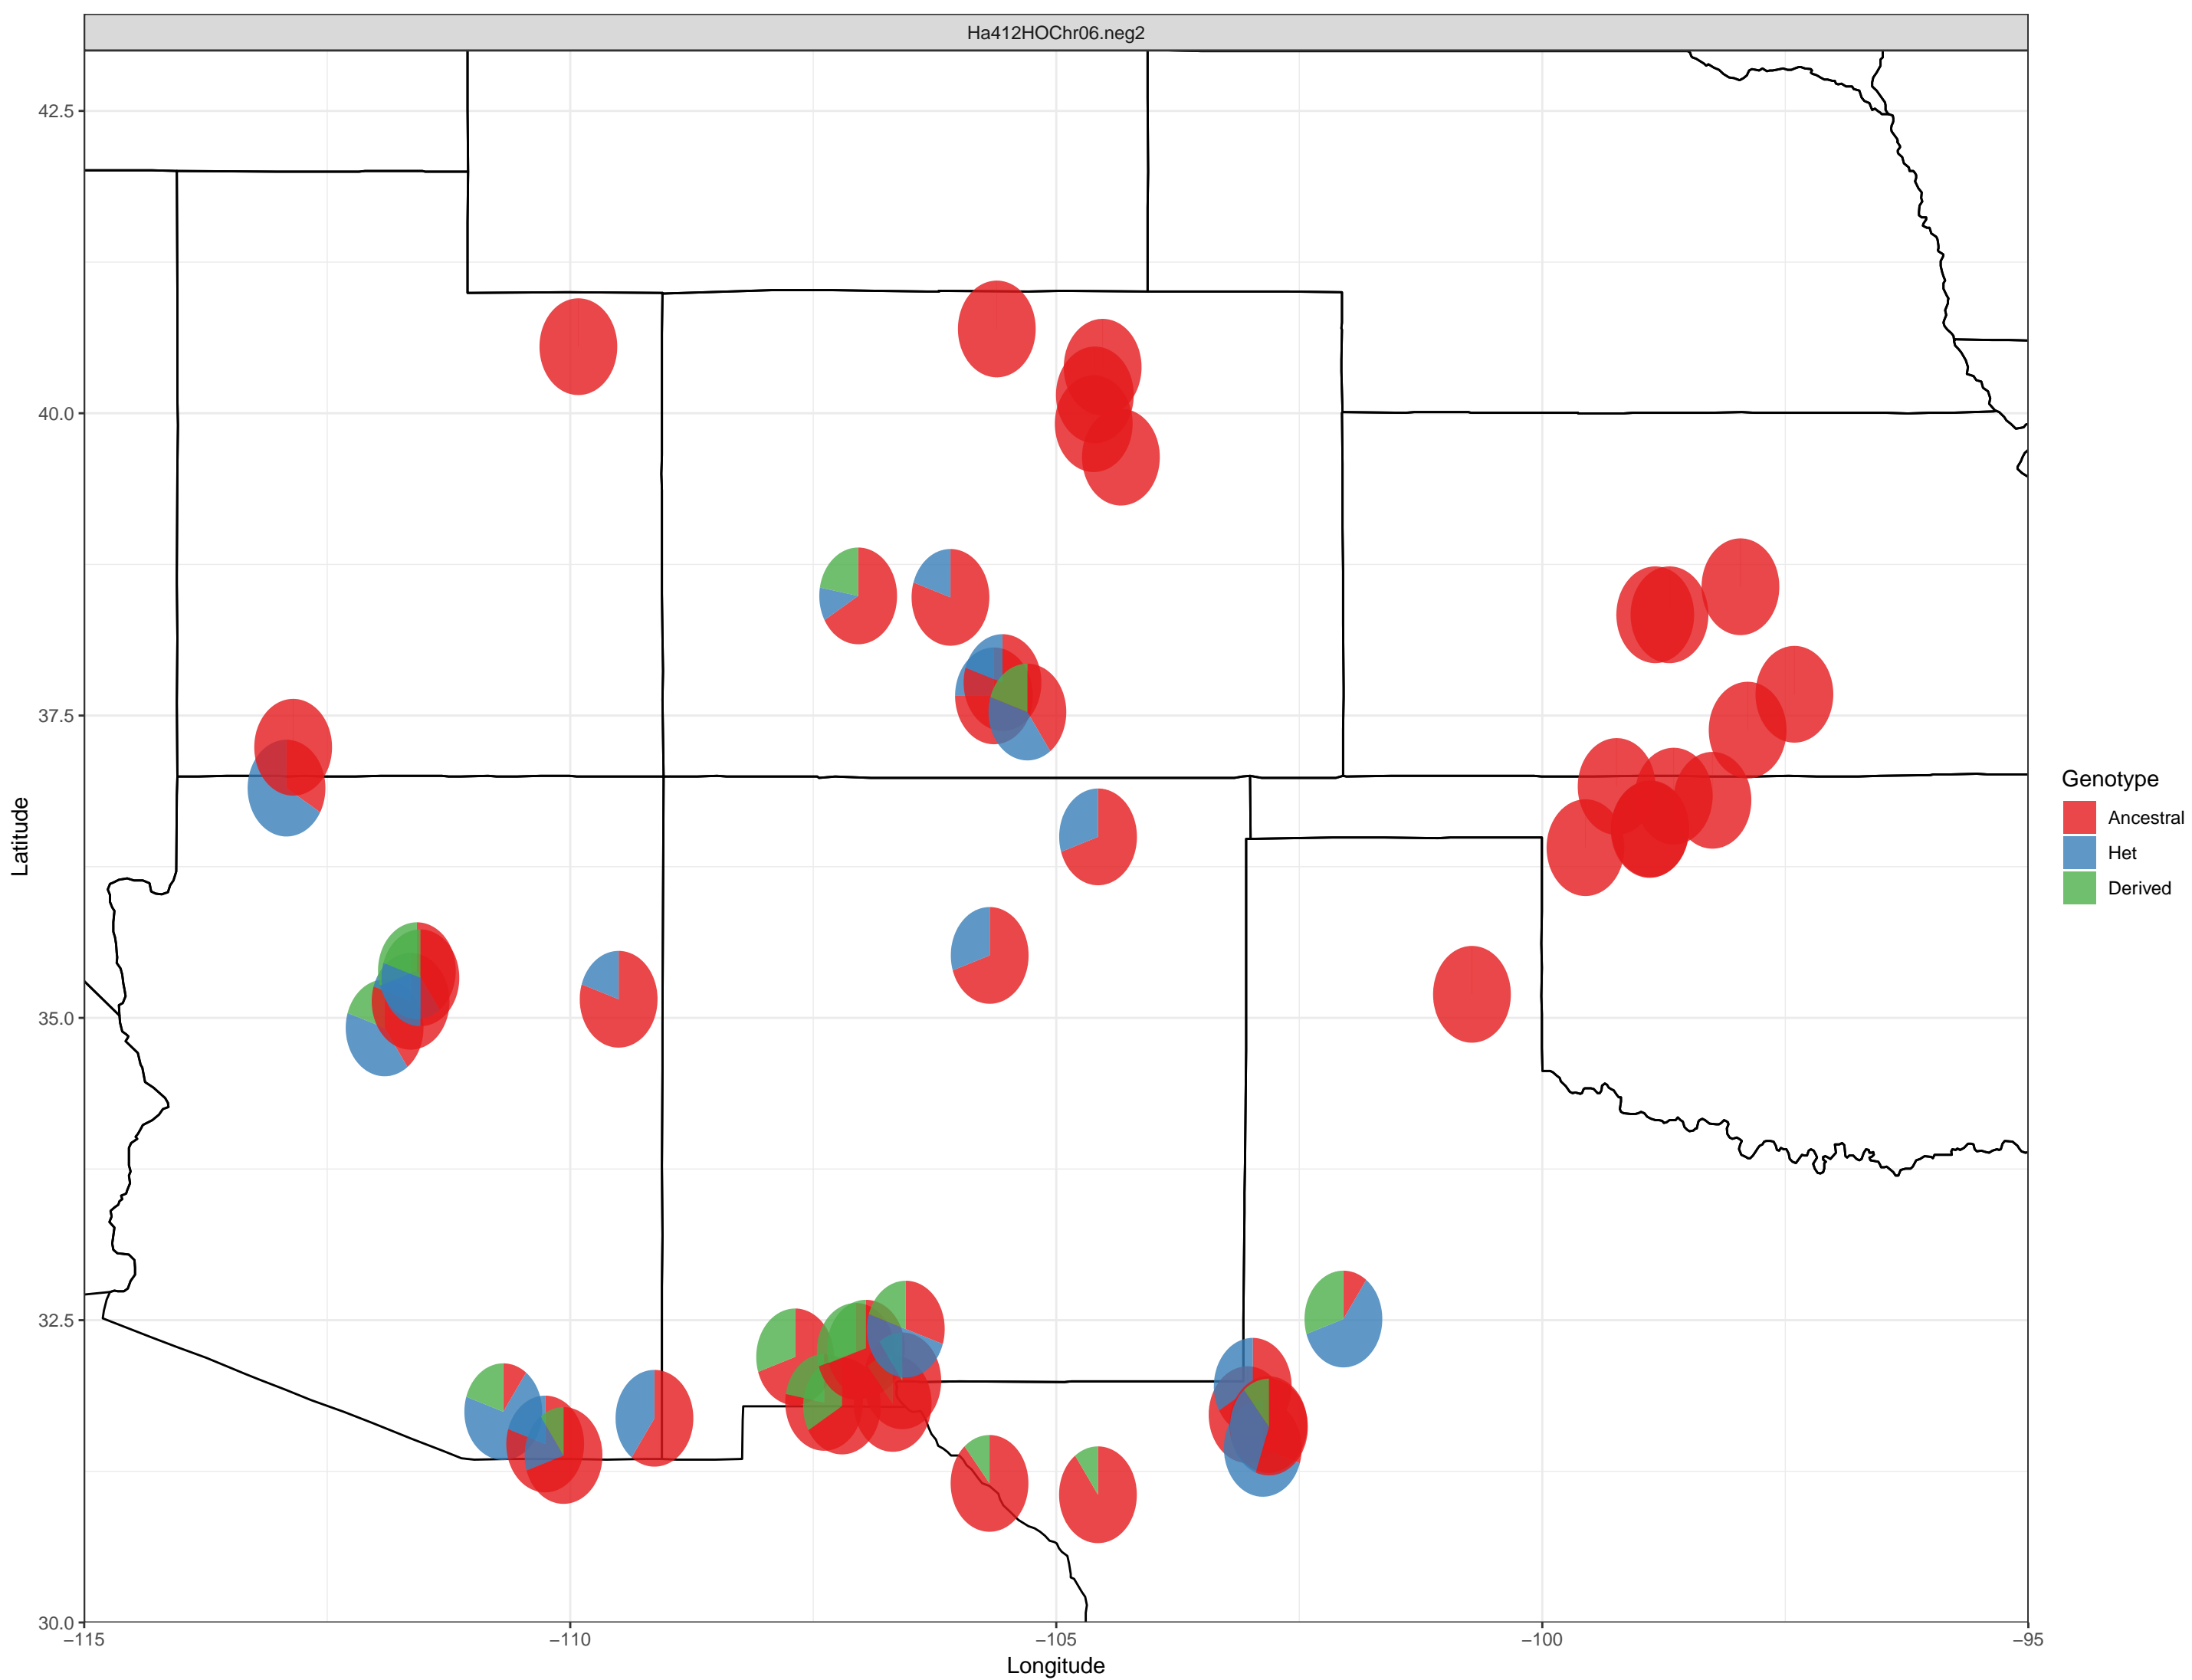 Ha412HOChr06.neg2
42.5
40.0
37.5
35.0
32.5
30.0
Latitude
−115
−110
−105
−100
−95
Longitude
Genotype
Ancestral
Het
Derived